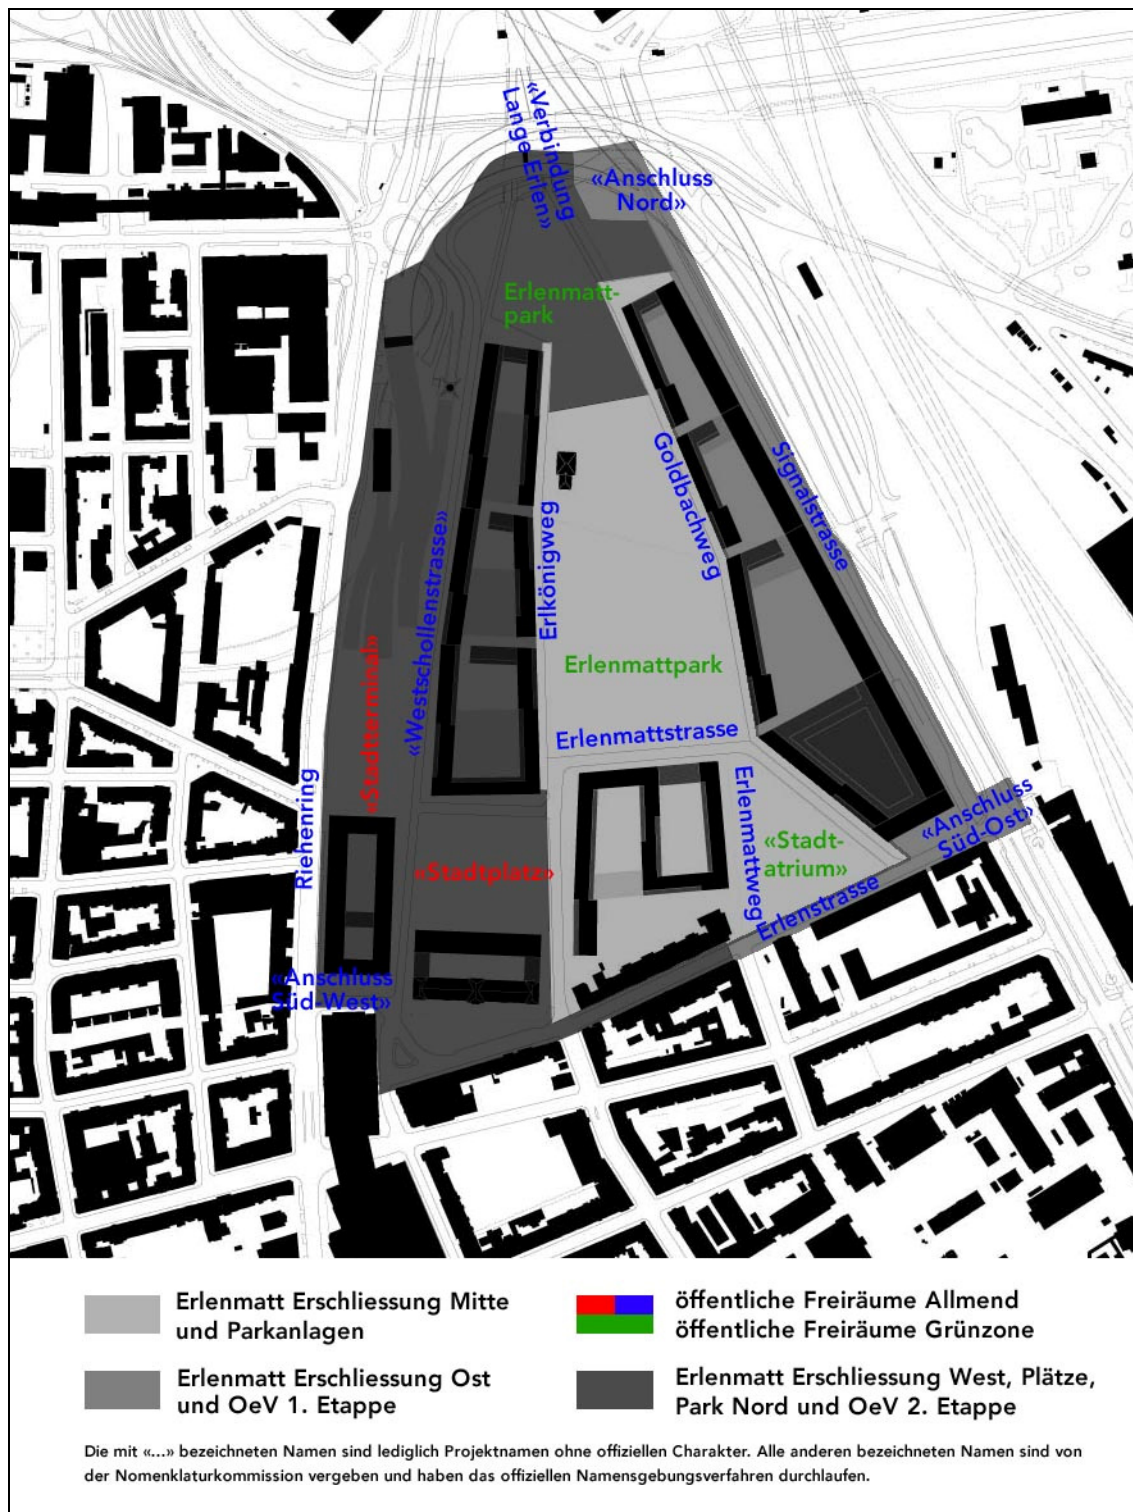 «Verbindung
Lange Erlen»
«Anschluss
Nord»
Erlenmatt-
park
Goldbachweg
Signalstrasse
«Westschollenstrasse»
Erlkönigweg
«Stadtterminal»
Erlenmattpark
Erlenmattstrasse
Riehenring
Erlenmattweg
«Stadt-
atrium»
«Anschluss
Süd-Ost»
«Stadtplatz»
Erlenstrasse
«Anschluss
Süd-West»
Erlenmatt Erschliessung Mitte
und Parkanlagen
öffentliche Freiräume Allmend
öffentliche Freiräume Grünzone
Erlenmatt Erschliessung Ost
und OeV 1. Etappe
Erlenmatt Erschliessung West, Plätze,
Park Nord und OeV 2. Etappe
Die mit «...» bezeichneten Namen sind lediglich Projektnamen ohne offiziellen Charakter. Alle anderen bezeichneten Namen sind von
der Nomenklaturkommission vergeben und haben das offiziellen Namensgebungsverfahren durchlaufen.